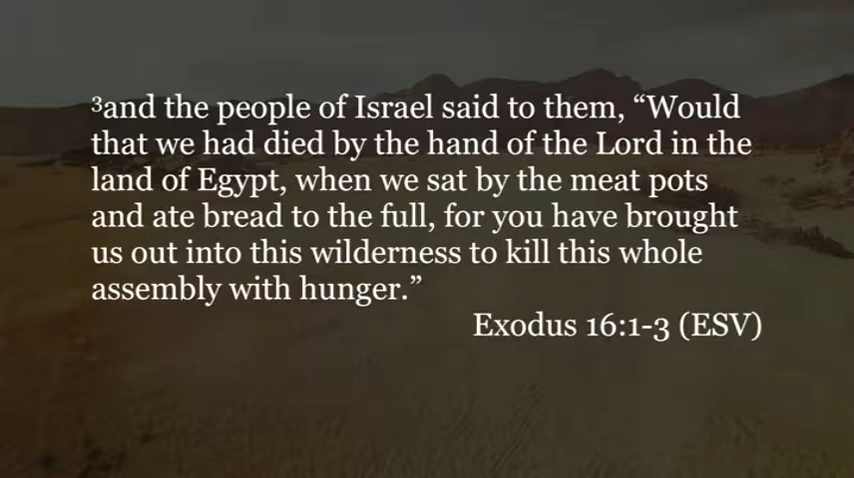 ³and the people of Israel said to them, “Would
that we had died by the hand of the Lord in the
land of Egypt, when we sat by the meat pots
and ate bread to the full, for you have brought
us out into this wilderness to kill this whole
assembly with hunger.”
Exodus 16:1-3 (ESV)